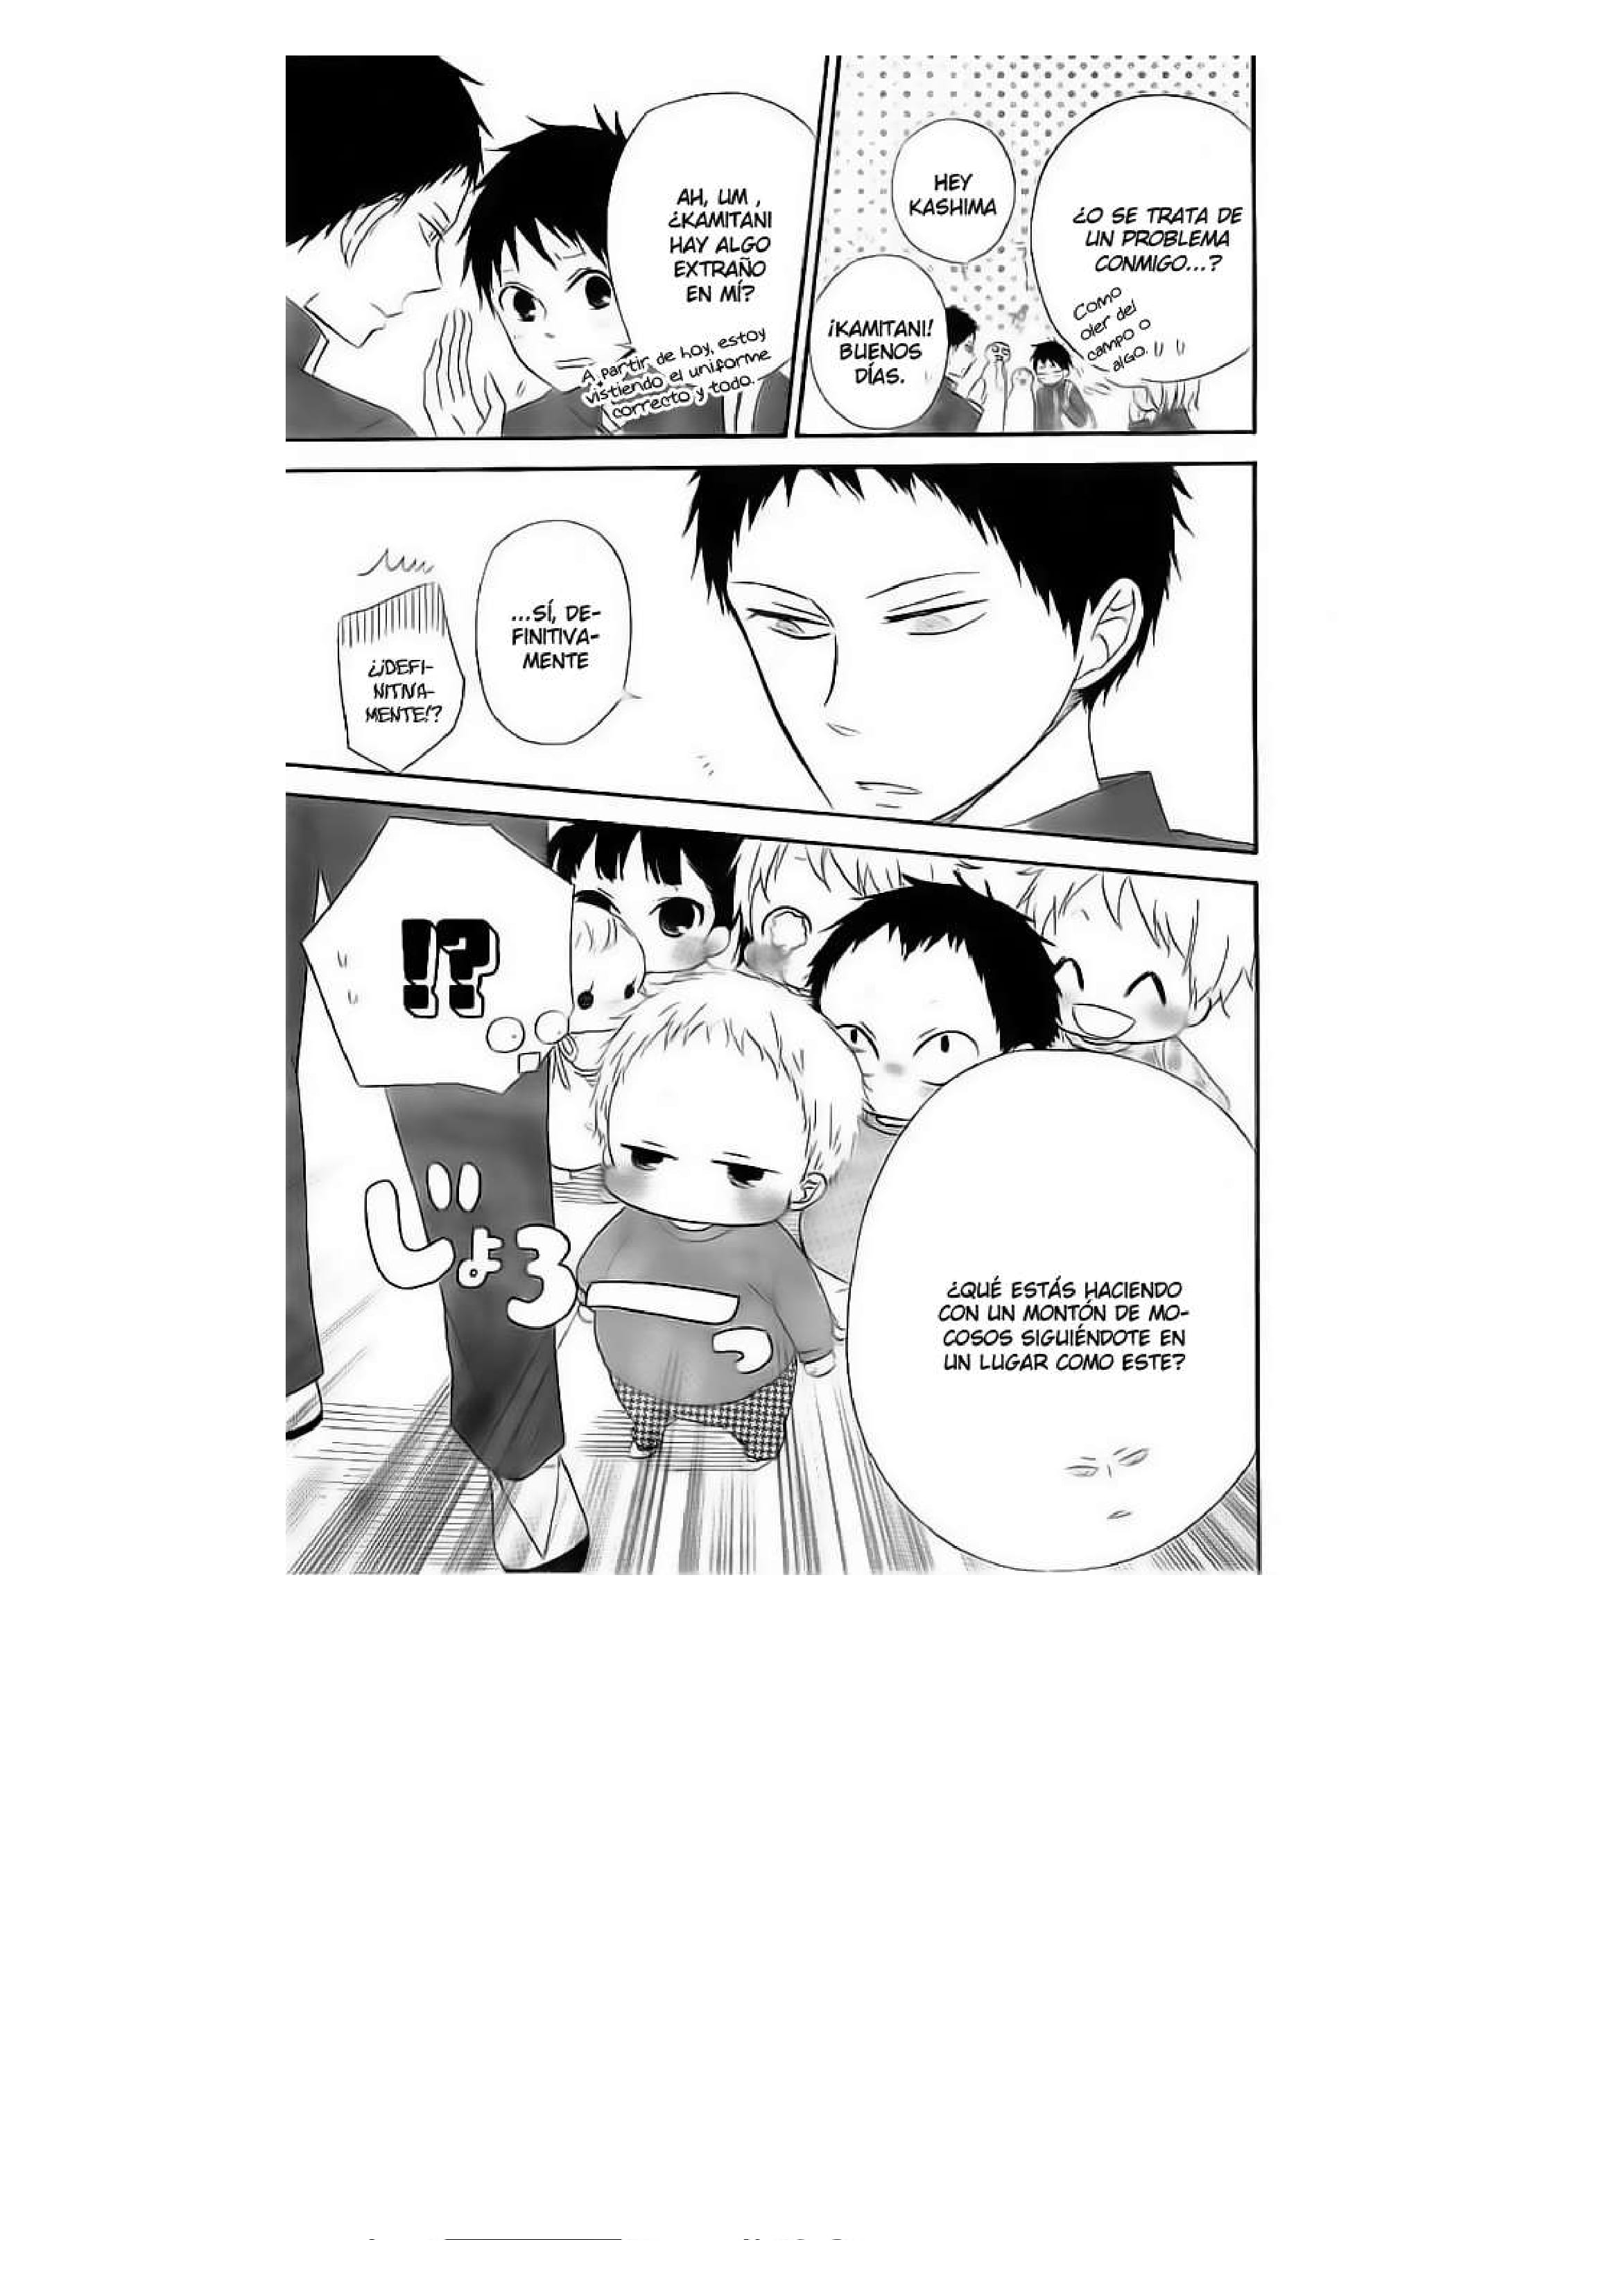 ¿O SE TRATA DE
UN PROBLEMA
CONMIGO...?
Como
oler del
campo o
algo.
HEY
KASHIMA
¡KAMITANI!
BUENOS
DÍAS.
AH, UM ,
¿KAMITANI
HAY ALGO
EXTRAÑO
EN MÍ?
A partir de hoy, estoy
vistiendo el uniforme
correcto y todo.
...SÍ, DE-
FINITIVA-
MENTE
¿¡DEFI-
NITIVA-
MENTE!?
!?
じょろーっ
¿QUÉ ESTÁS HACIENDO
CON UN MONTÓN DE MO-
COSOS SIGUIÉNDOTE EN
UN LUGAR COMO ESTE?